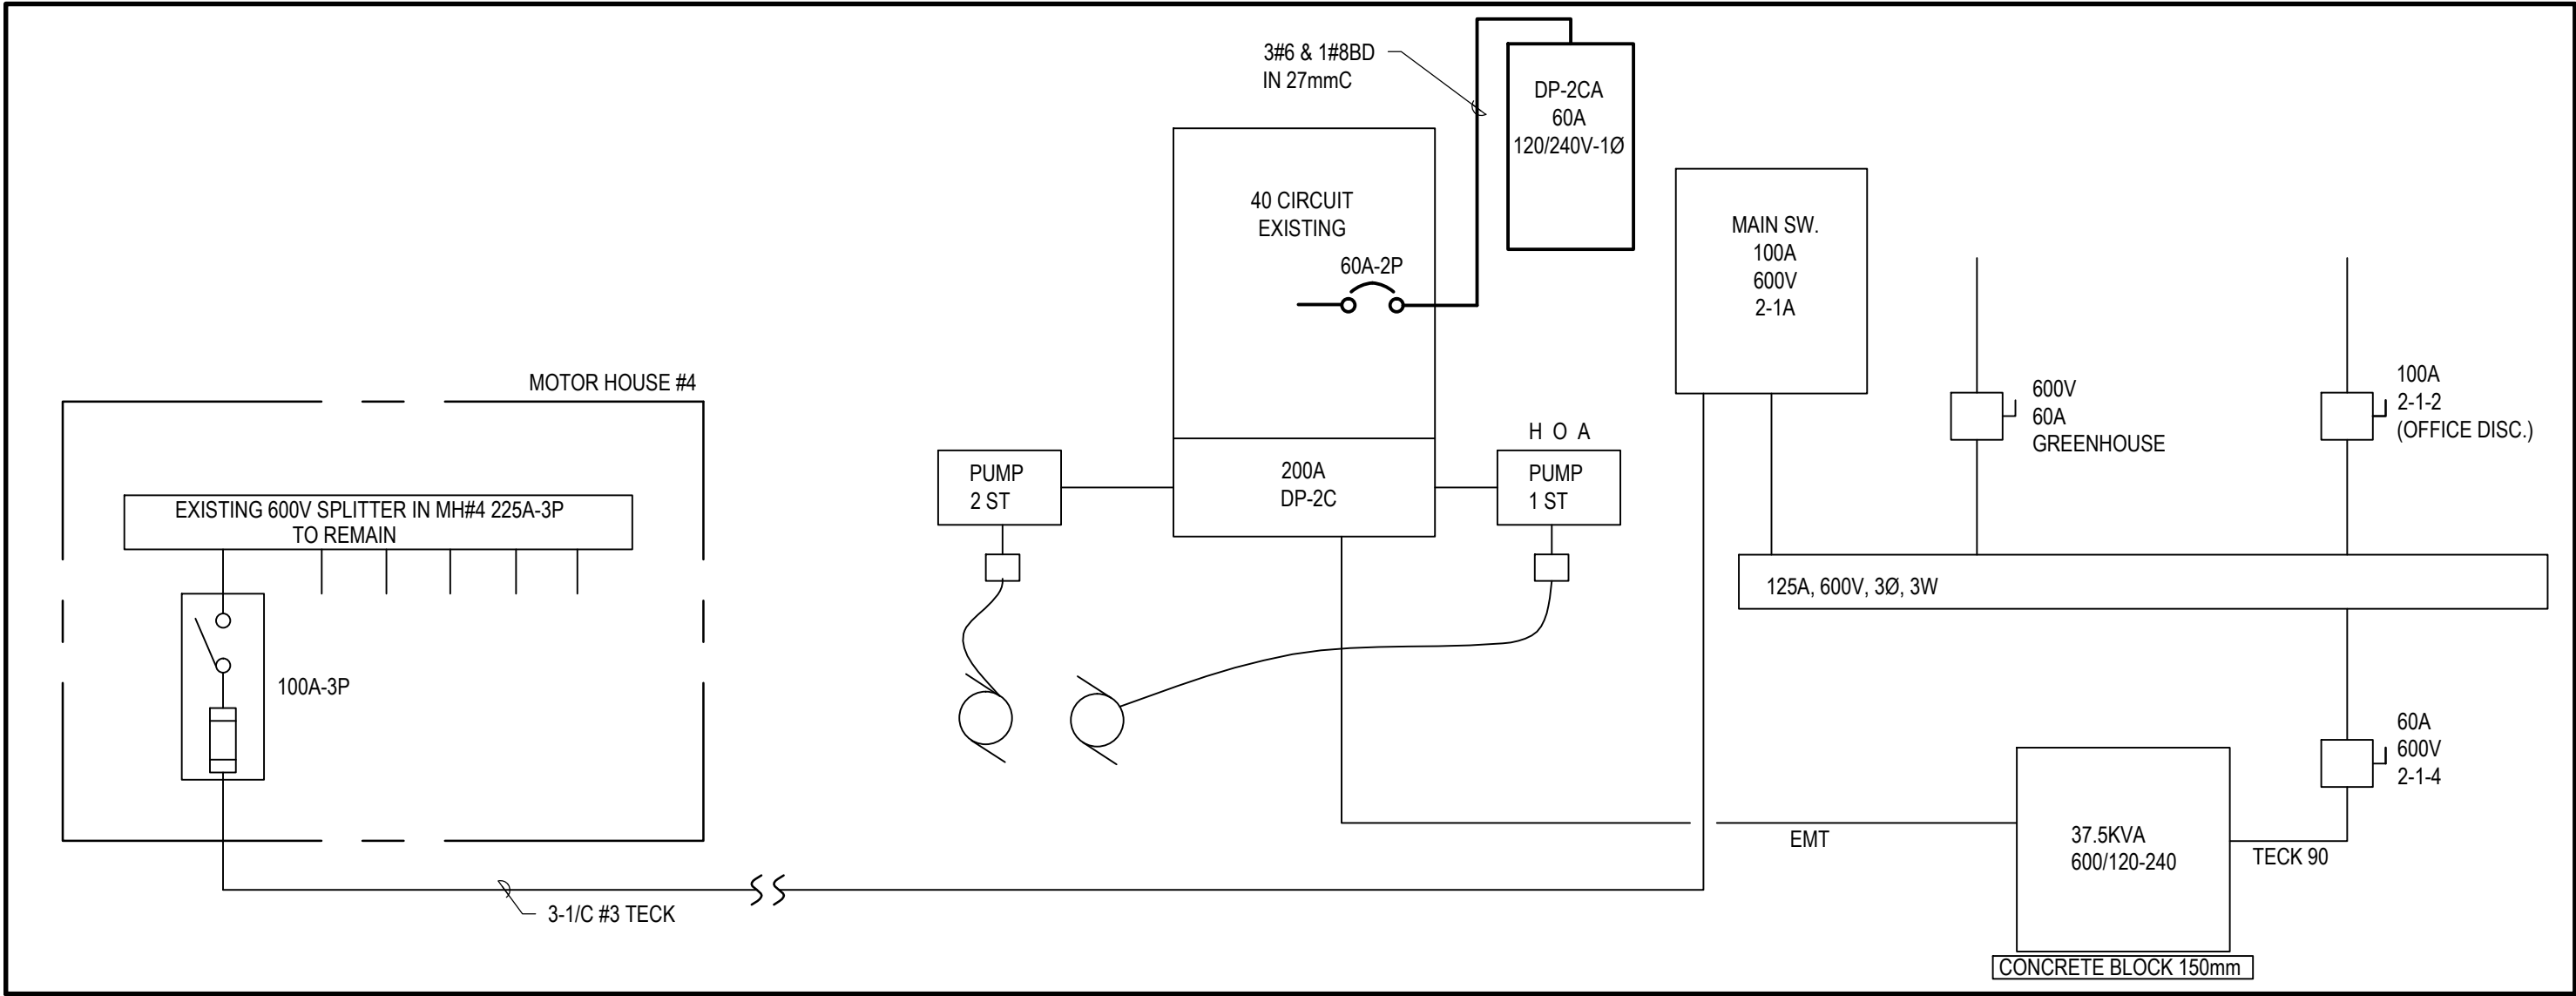 3#6 & 1#8BD
IN 27mmC
DP-2CA
60A
120/240V-1Ø
40 CIRCUIT
EXISTING
60A-2P
MAIN SW.
100A
600V
2-1A
MOTOR HOUSE #4
EXISTING 600V SPLITTER IN MH#4 225A-3P
TO REMAIN
100A-3P
3-1/C #3 TECK
PUMP
2 ST
200A
DP-2C
H O A
PUMP
1 ST
600V
60A
GREENHOUSE
100A
2-1-2
(OFFICE DISC.)
125A, 600V, 3Ø, 3W
60A
600V
2-1-4
EMT
37.5KVA
600/120-240
TECK 90
CONCRETE BLOCK 150mm